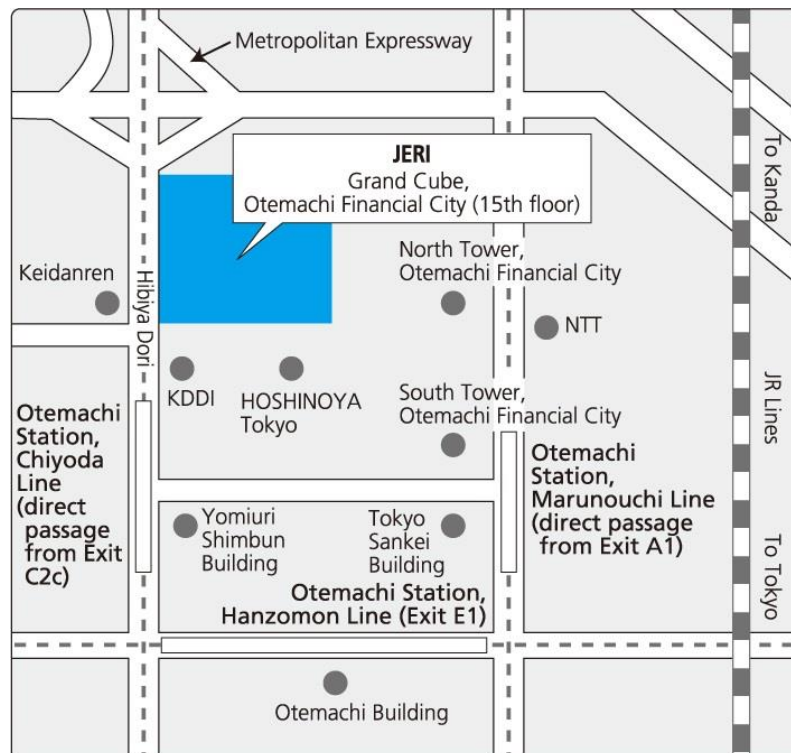 Metropolitan Expressway
JERI
Grand Cube,
Otemachi Financial City (15th floor)
To Kanda
Keidanren
Hibiya Dori
North Tower,
Otemachi Financial City
NTT
KDDI
HOSHINOYA
Tokyo
South Tower,
Otemachi Financial City
JR Lines
Otemachi
Station,
Chiyoda
Line
(direct
passage
from Exit
C2c)
Otemachi
Station,
Marunouchi Line
(direct passage
from Exit A1)
Yomiuri
Shimbun
Building
Tokyo
Sankei
Building
To Tokyo
Otemachi Station,
Hanzomon Line (Exit E1)
Otemachi Building